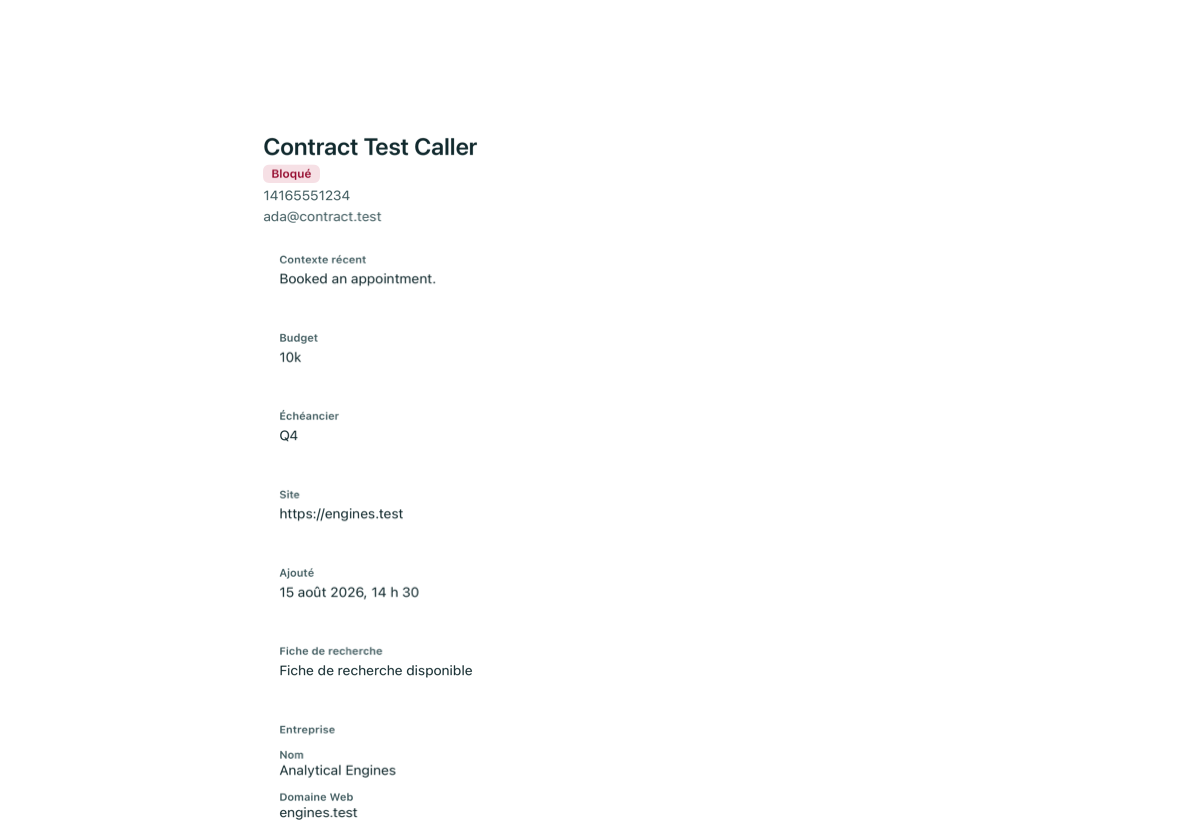 Contract Test Caller
Bloqué
14165551234
ada@contract.test
Contexte récent
Booked an appointment.
Budget
10k
Échéancier
Q4
Site
https://engines.test
Ajouté
15 août 2026, 14 h 30
Fiche de recherche
Fiche de recherche disponible
Entreprise
Nom
Analytical Engines
Domaine Web
engines.test